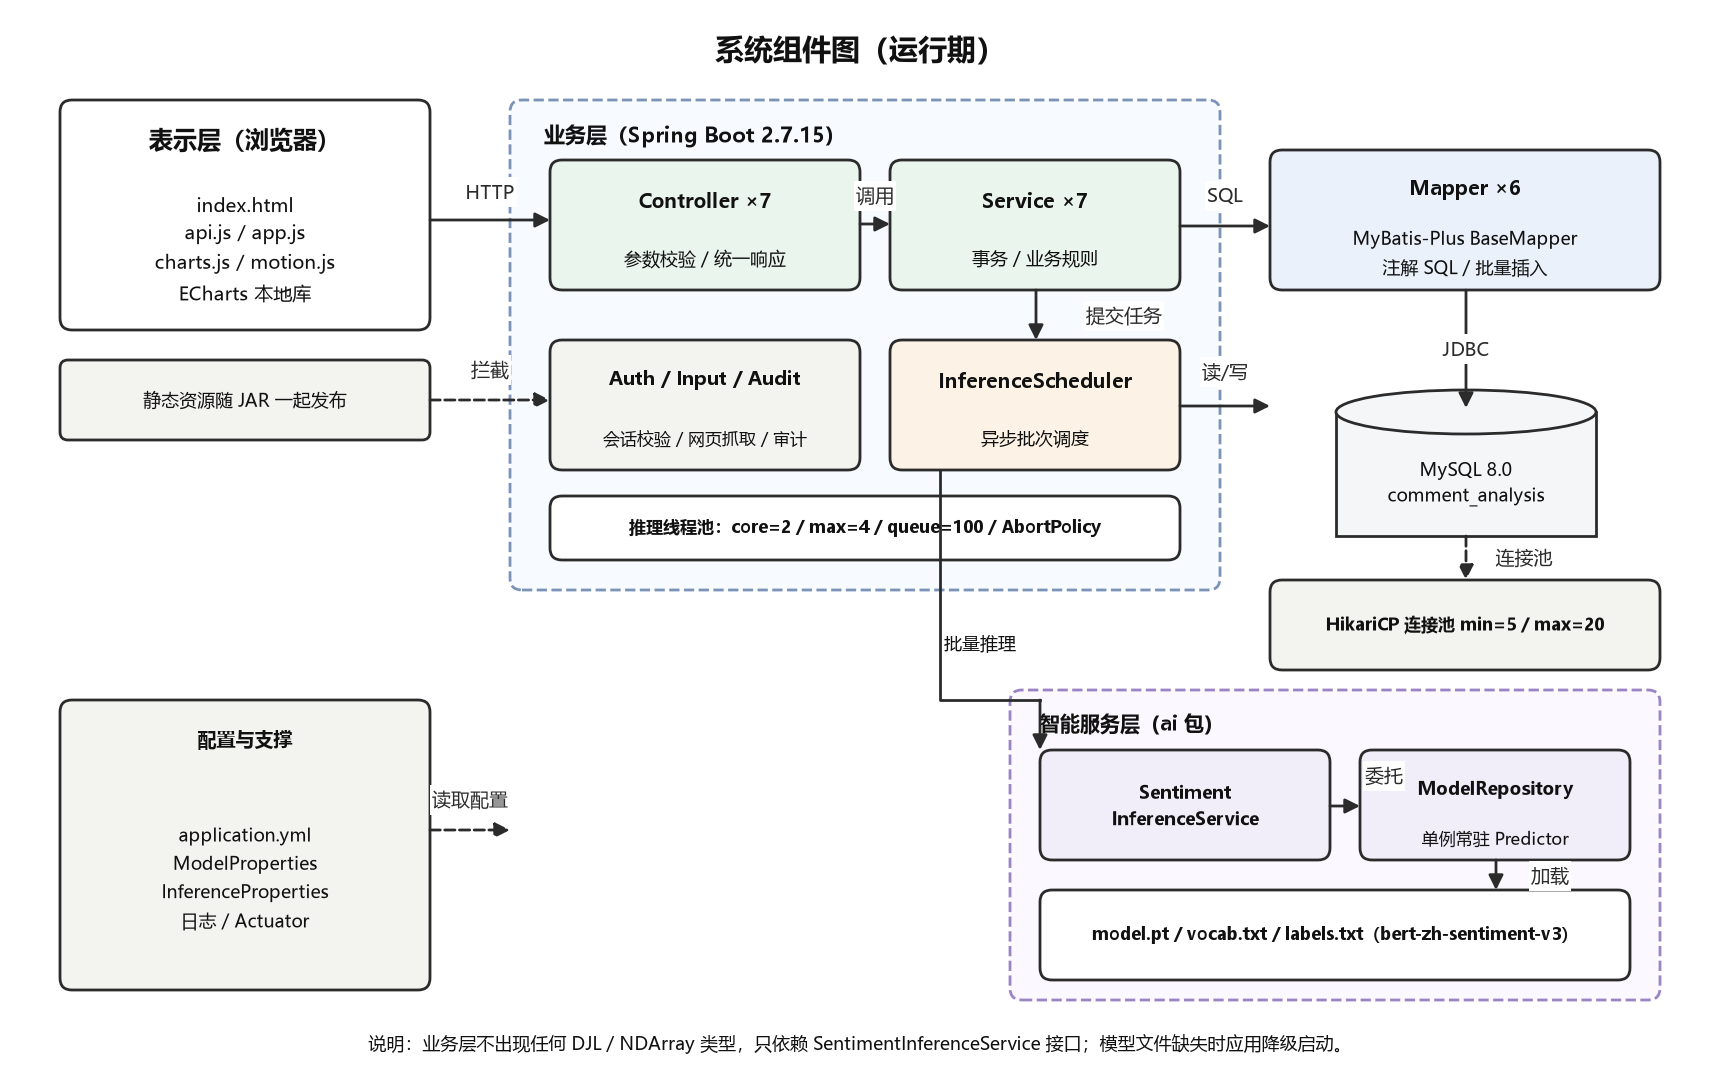 系统组件图（运行期）
表示层（浏览器）
index.html
api.js / app.js
charts.js / motion.js
ECharts 本地库
静态资源随 JAR 一起发布
HTTP
拦截
业务层（Spring Boot 2.7.15）
Controller ×7
参数校验 / 统一响应
调用
Service ×7
事务 / 业务规则
提交任务
Auth / Input / Audit
会话校验 / 网页抓取 / 审计
InferenceScheduler
异步批次调度
推理线程池：core=2 / max=4 / queue=100 / AbortPolicy
SQL
读/写
Mapper ×6
MyBatis-Plus BaseMapper
注解 SQL / 批量插入
JDBC
MySQL 8.0
comment_analysis
连接池
HikariCP 连接池 min=5 / max=20
批量推理
配置与支撑
application.yml
ModelProperties
InferenceProperties
日志 / Actuator
读取配置
智能服务层（ai 包）
Sentiment
InferenceService
委托
ModelRepository
单例常驻 Predictor
加载
model.pt / vocab.txt / labels.txt（bert-zh-sentiment-v3）
说明：业务层不出现任何 DJL / NDArray 类型，只依赖 SentimentInferenceService 接口；模型文件缺失时应用降级启动。